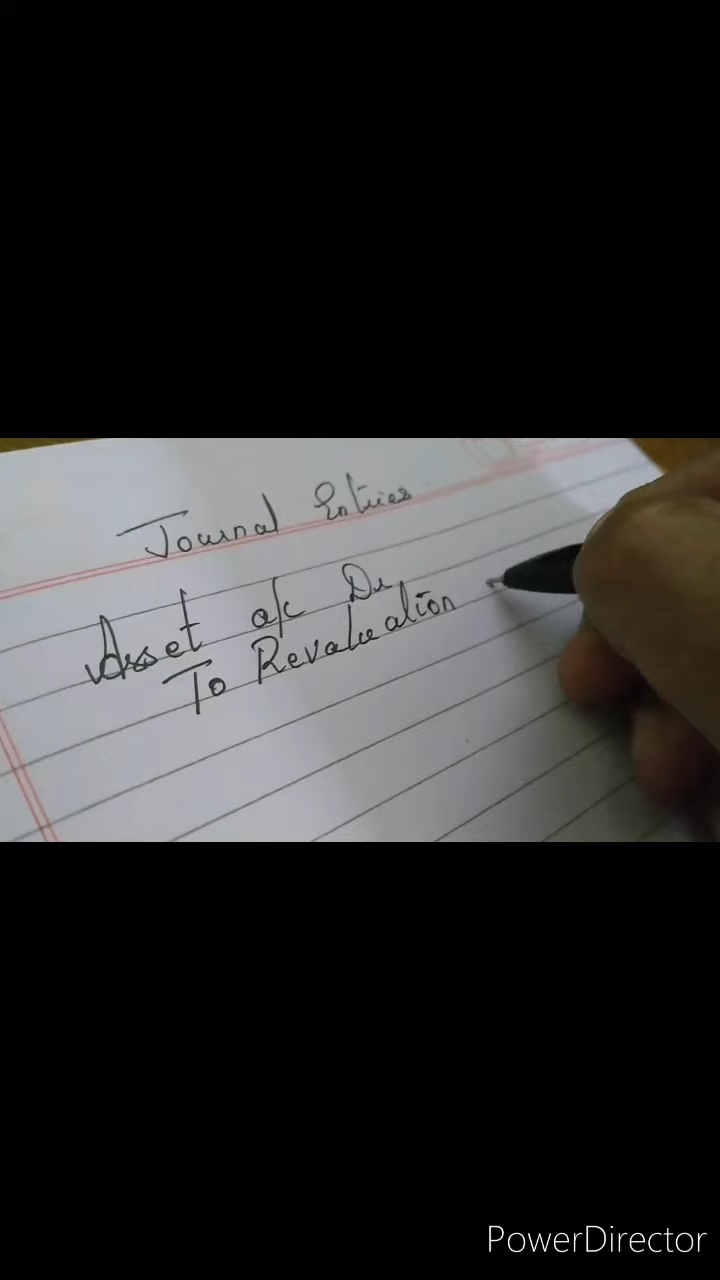 Journal Entries
Asset a/c Dr
To Revaluation
PowerDirector